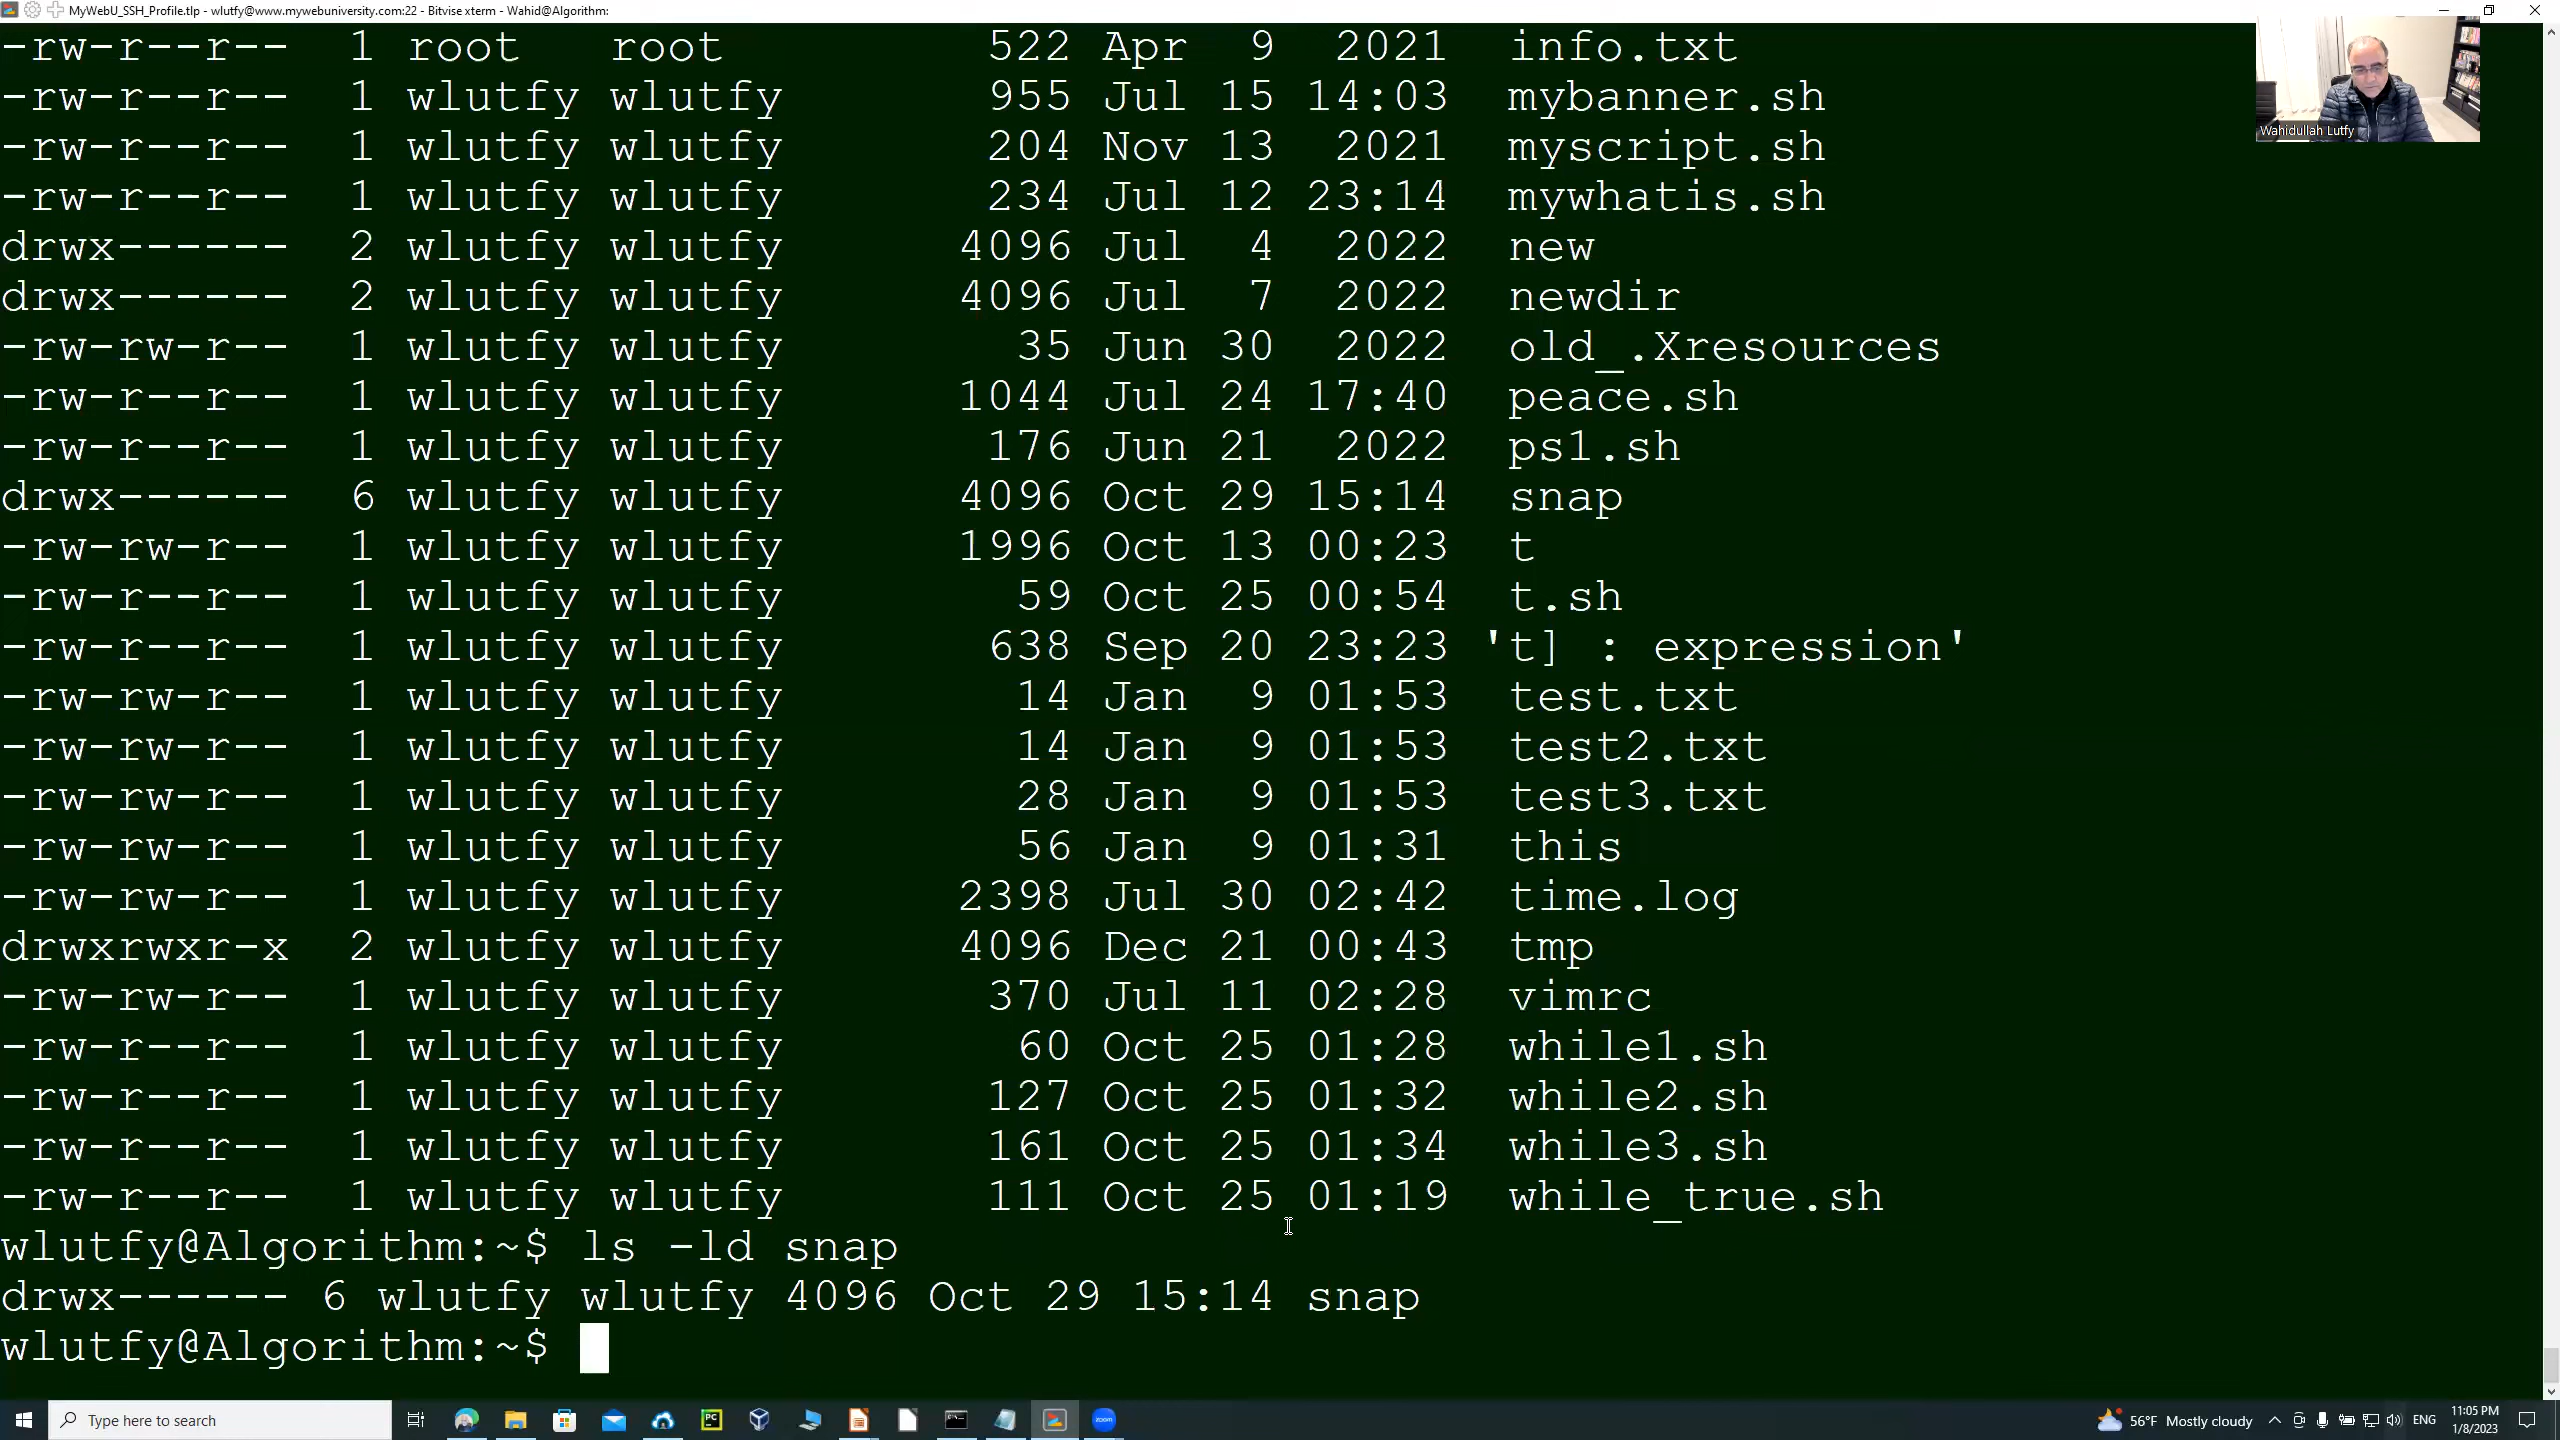 MyWebU_SSH_Profile.tlp - wlutfy@www.mywebuniversity.com:22 - Bitvise xterm - Wahid@Algorithm:
-rw-r--r-- 1 root root 522 Apr 9 2021 info.txt
-rw-r--r-- 1 wlutfy wlutfy 955 Jul 15 14:03 mybanner.sh
-rw-r--r-- 1 wlutfy wlutfy 204 Nov 13 2021 myscript.sh
-rw-r--r-- 1 wlutfy wlutfy 234 Jul 12 23:14 mywhatis.sh
drwx------ 2 wlutfy wlutfy 4096 Jul 4 2022 new
drwx------ 2 wlutfy wlutfy 4096 Jul 7 2022 newdir
-rw-rw-r-- 1 wlutfy wlutfy 35 Jun 30 2022 old_.Xresources
-rw-r--r-- 1 wlutfy wlutfy 1044 Jul 24 17:40 peace.sh
-rw-r--r-- 1 wlutfy wlutfy 176 Jun 21 2022 ps1.sh
drwx------ 6 wlutfy wlutfy 4096 Oct 29 15:14 snap
-rw-rw-r-- 1 wlutfy wlutfy 1996 Oct 13 00:23 t
-rw-r--r-- 1 wlutfy wlutfy 59 Oct 25 00:54 t.sh
-rw-r--r-- 1 wlutfy wlutfy 638 Sep 20 23:23 't] : expression'
-rw-rw-r-- 1 wlutfy wlutfy 14 Jan 9 01:53 test.txt
-rw-rw-r-- 1 wlutfy wlutfy 14 Jan 9 01:53 test2.txt
-rw-rw-r-- 1 wlutfy wlutfy 28 Jan 9 01:53 test3.txt
-rw-rw-r-- 1 wlutfy wlutfy 56 Jan 9 01:31 this
-rw-rw-r-- 1 wlutfy wlutfy 2398 Jul 30 02:42 time.log
drwxrwxr-x 2 wlutfy wlutfy 4096 Dec 21 00:43 tmp
-rw-rw-r-- 1 wlutfy wlutfy 370 Jul 11 02:28 vimrc
-rw-r--r-- 1 wlutfy wlutfy 60 Oct 25 01:28 while1.sh
-rw-r--r-- 1 wlutfy wlutfy 127 Oct 25 01:32 while2.sh
-rw-r--r-- 1 wlutfy wlutfy 161 Oct 25 01:34 while3.sh
-rw-r--r-- 1 wlutfy wlutfy 111 Oct 25 01:19 while_true.sh
wlutfy@Algorithm:~$ ls -ld snap
drwx------ 6 wlutfy wlutfy 4096 Oct 29 15:14 snap
wlutfy@Algorithm:~$
Wahidullah Lutfy
Type here to search
PC
zoom
56°F Mostly cloudy
ENG
11:05 PM
1/8/2023